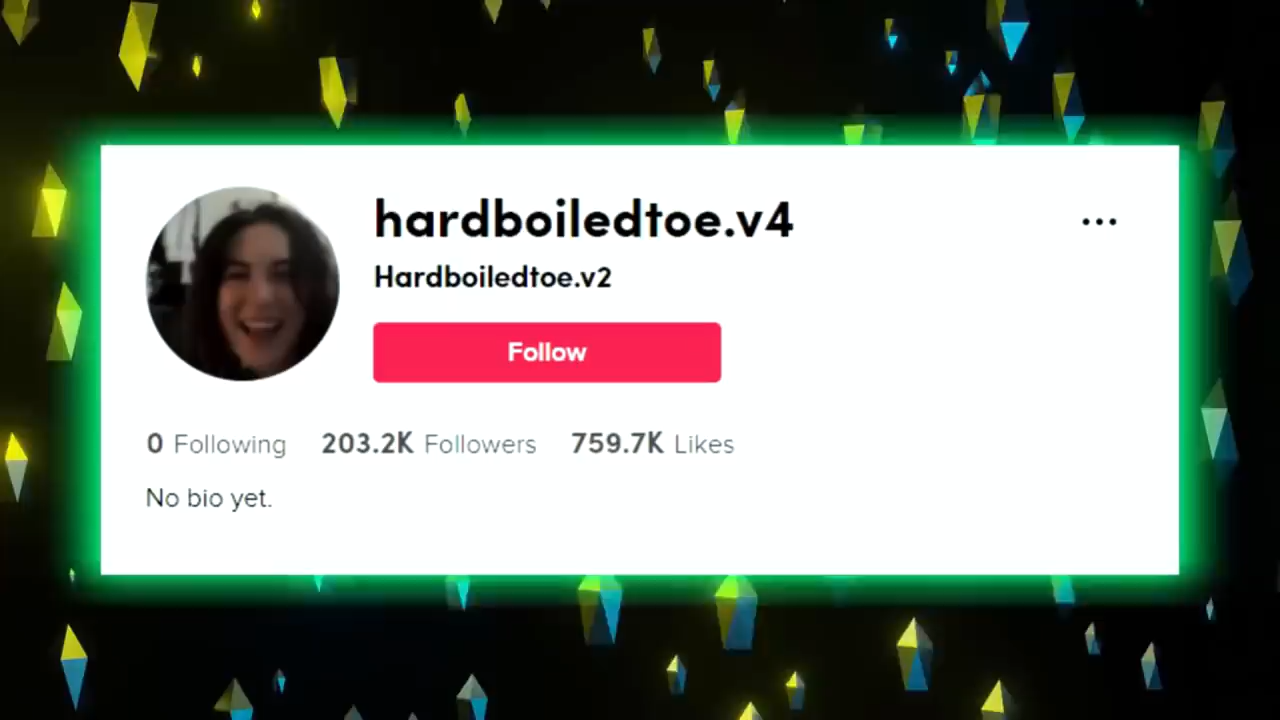 hardboiledtoe.v4
Hardboiledtoe.v2
Follow
0 Following 203.2K Followers 759.7K Likes
No bio yet.